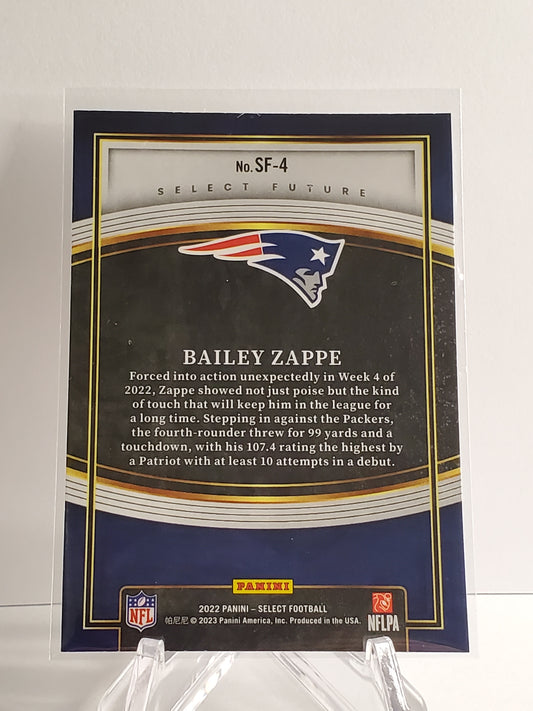 No. SF-4
SELECT FUTURE
BAILEY ZAPPE
Forced into action unexpectedly in Week 4 of
2022, Zappe showed not just poise but the kind
of touch that will keep him in the league for
a long time. Stepping in against the Packers,
the fourth-rounder threw for 99 yards and a
touchdown, with his 107.4 rating the highest by
a Patriot with at least 10 attempts in a debut.
PANINI
NFL
2022 PANINI – SELECT FOOTBALL
帕尼尼 © 2023 Panini America, Inc. Produced in the USA.
NFLPA